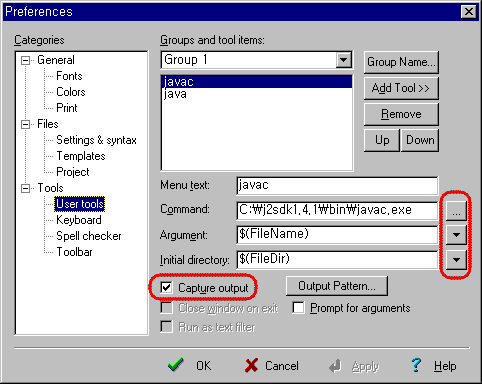 Preferences
Categories
General
Fonts
Colors
Print
Files
Settings & syntax
Templates
Project
Tools
User tools
Keyboard
Spell checker
Toolbar
Groups and tool items:
Group 1
javac
java
Group Name...
Add Tool >>
Remove
Up Down
Menu text: javac
Command: C:₩j2sdk1.4.1₩bin₩javac.exe ...
Argument: $(FileName)
Initial directory: $(FileDir)
Capture output Output Pattern...
Close window on exit Prompt for arguments
Run as text filter
OK Cancel Apply ? Help